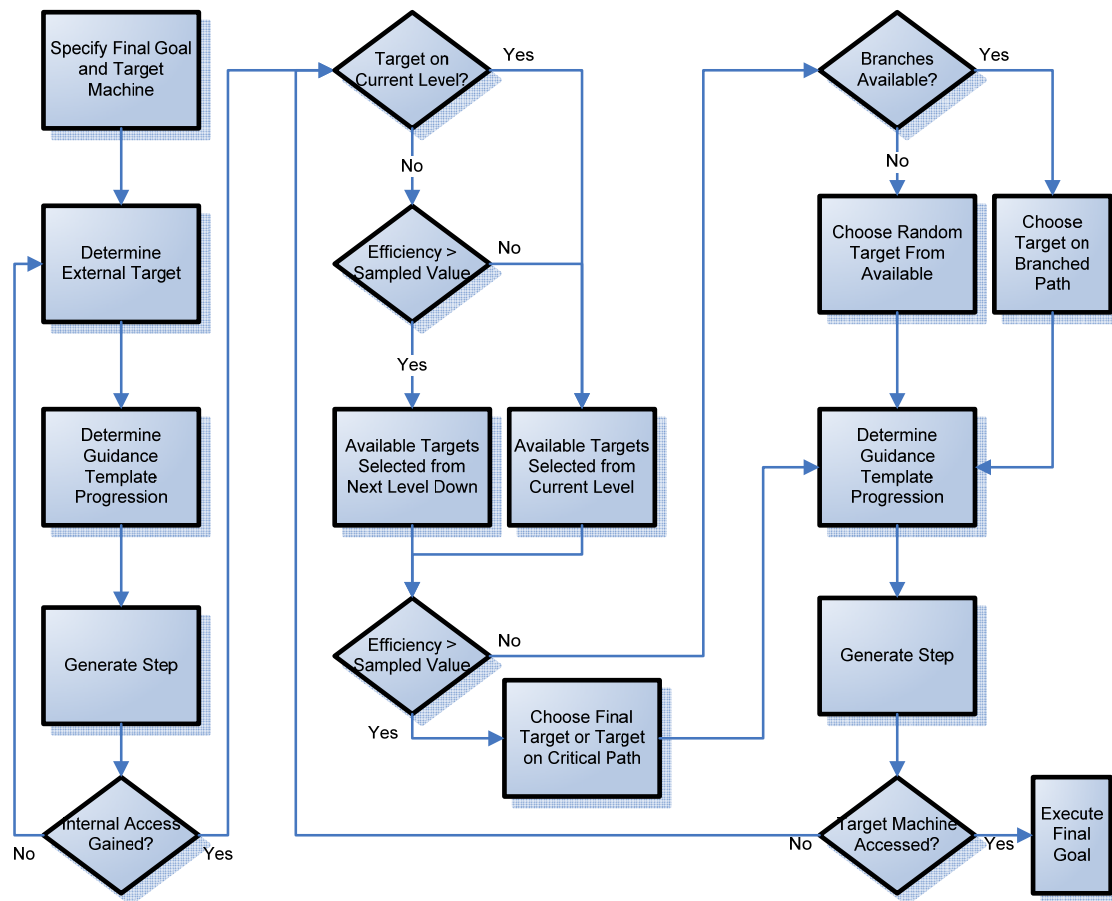 Specify Final Goal
and Target
Machine
Determine
External Target
Determine
Guidance
Template
Progression
Generate Step
Internal Access
Gained?
No
Yes
Target on
Current Level?
Yes
No
Efficiency >
Sampled Value
No
Yes
Available Targets
Selected from
Next Level Down
Available Targets
Selected from
Current Level
Efficiency >
Sampled Value
No
Yes
Choose Final
Target or Target
on Critical Path
Branches
Available?
Yes
No
Choose Random
Target From
Available
Choose
Target on
Branched
Path
Determine
Guidance
Template
Progression
Generate Step
Target Machine
Accessed?
No
Yes
Execute
Final
Goal